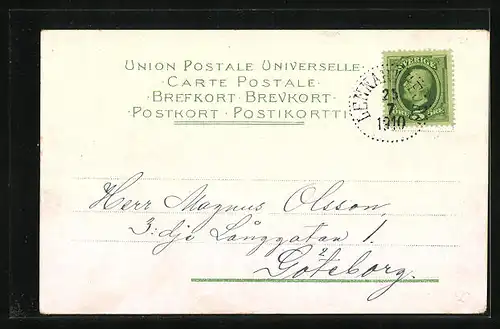 UNION POSTALE UNIVERSELLE
SVERIGE
· CARTE POSTALE ·
· BREFKORT · BREVKORT ·
· POSTKORT · POSTIKORTTI ·
1910
Herr Magnus Olsson,
3:dje Långgatan 1.
Göteborg.